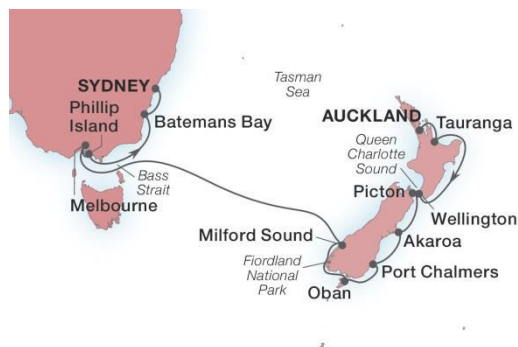 Tasman
Sea
SYDNEY
Phillip
Island
Batemans Bay
Bass
Strait
Melbourne
AUCKLAND
Tauranga
Queen
Charlotte
Sound
Picton
Wellington
Milford Sound
Akaroa
Fiordland
National
Park
Port Chalmers
Oban